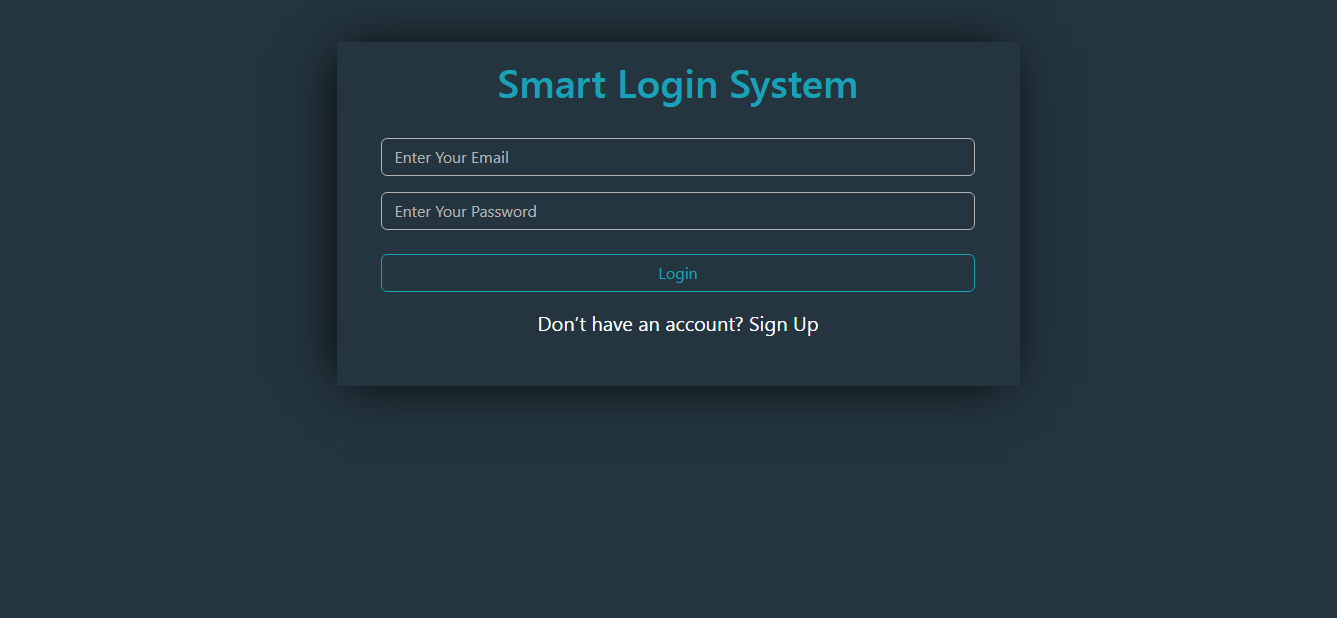 Smart Login System
Enter Your Email
Enter Your Password
Login
Don’t have an account? Sign Up